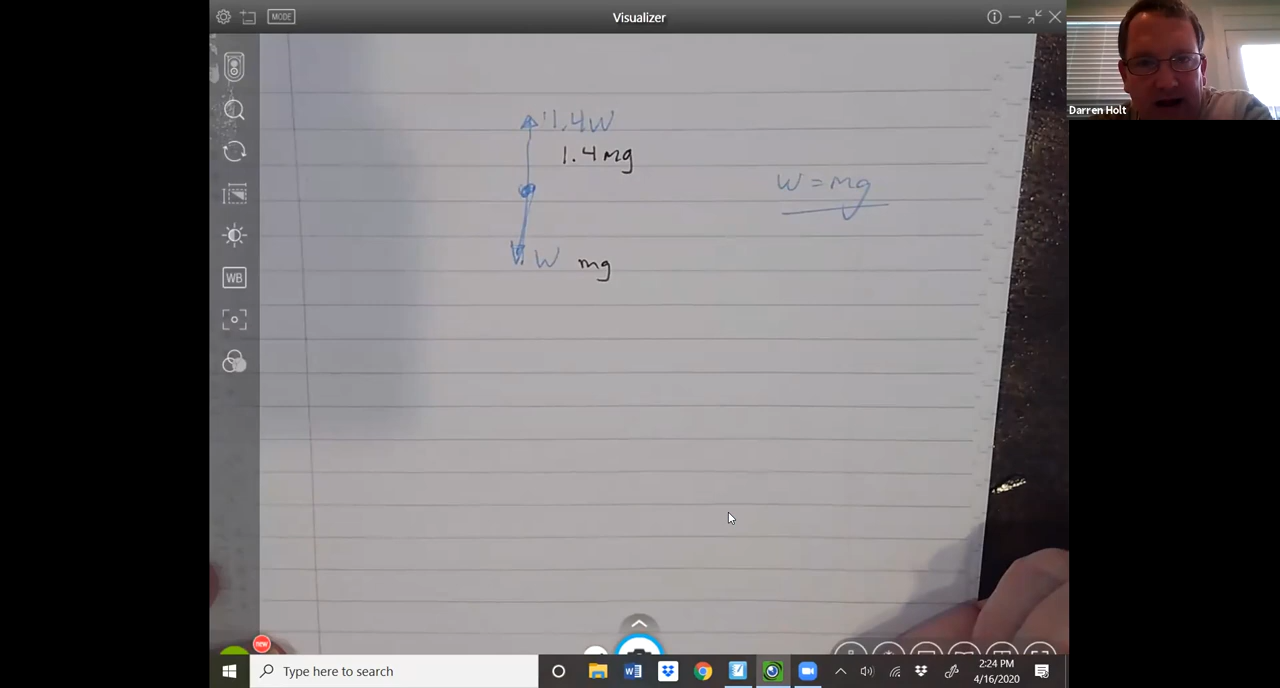 MODE
Visualizer
Darren Holt
1.4W
1.4mg
W = mg
W mg
WB
new
Type here to search
2:24 PM
4/16/2020